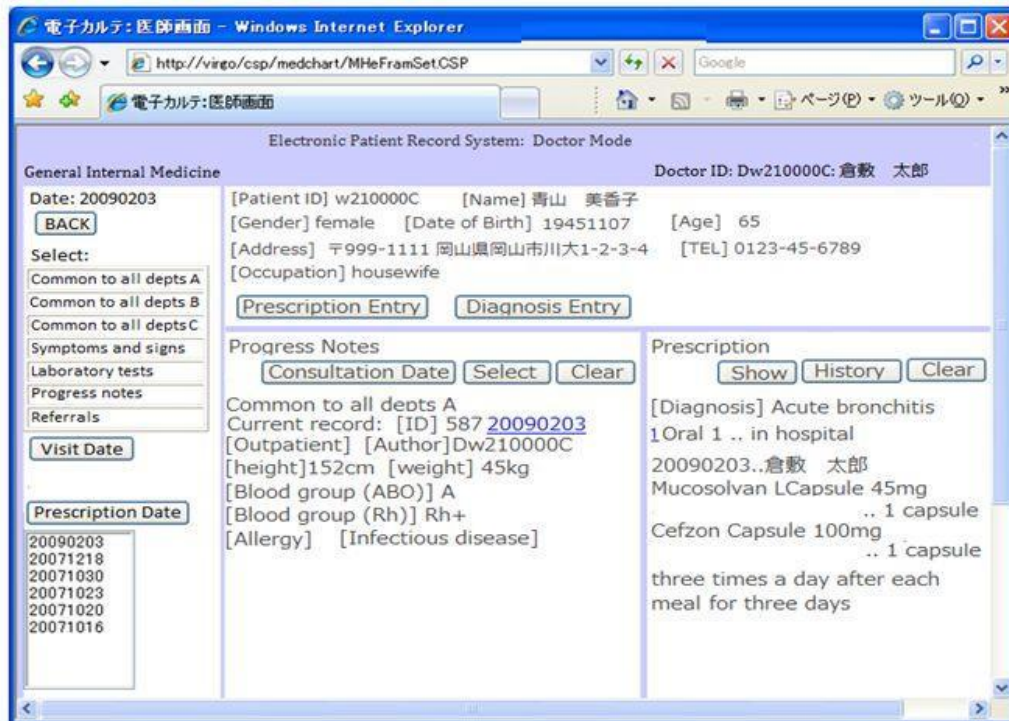 電子カルテ:医師画面 - Windows Internet Explorer
http://virgo/csp/medchart/MHeFramSet.CSP
Google
電子カルテ:医師画面
ページ(P)
ツール(O)
Electronic Patient Record System: Doctor Mode
General Internal Medicine
Doctor ID: Dw210000C: 倉敷 太郎
Date: 20090203
BACK
Select:
Common to all depts A
Common to all depts B
Common to all depts C
Symptoms and signs
Laboratory tests
Progress notes
Referrals
Visit Date
Prescription Date
20090203
20071218
20071030
20071023
20071020
20071016
[Patient ID] w210000C [Name] 青山 美香子
[Gender] female [Date of Birth] 19451107 [Age] 65
[Address] 〒999-1111 岡山県岡山市川大1-2-3-4 [TEL] 0123-45-6789
[Occupation] housewife
Prescription Entry Diagnosis Entry
Progress Notes
Consultation Date Select Clear
Common to all depts A
Current record: [ID] 587 20090203
[Outpatient] [Author]Dw210000C
[height]152cm [weight] 45kg
[Blood group (ABO)] A
[Blood group (Rh)] Rh+
[Allergy] [Infectious disease]
Prescription
Show History Clear
[Diagnosis] Acute bronchitis
1Oral 1 .. in hospital
20090203..倉敷 太郎
Mucosolvan LCapsule 45mg
.. 1 capsule
Cefzon Capsule 100mg
.. 1 capsule
three times a day after each
meal for three days